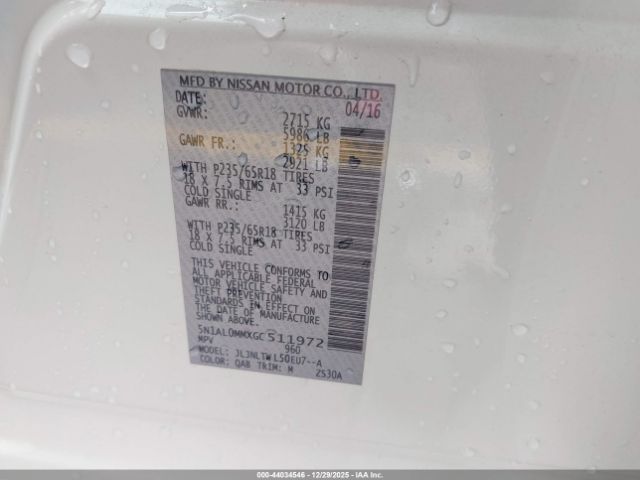 MFD BY NISSAN MOTOR CO., LTD.
DATE: 04/16
GVWR: 2715 KG
5986 LB
GAWR FR.: 1325 KG
2921 LB
WITH P235/65R18 TIRES
18 X 7.5 RIMS AT 33 PSI
COLD SINGLE
GAWR RR.: 1415 KG
3120 LB
WITH P235/65R18 TIRES
18 X 7.5 RIMS AT 33 PSI
COLD SINGLE
THIS VEHICLE CONFORMS TO
ALL APPLICABLE FEDERAL
MOTOR VEHICLE SAFETY AND
THEFT PREVENTION
STANDARDS IN EFFECT ON
THE DATE OF MANUFACTURE
SHOWN ABOVE.
5N1AL0MMXGC511972
MPV 960
MODEL: JL3NLTWL50EU7--A
COLOR: QAB TRIM: M ZS30A
000-44034546 - 12/29/2025 - IAAI.CA